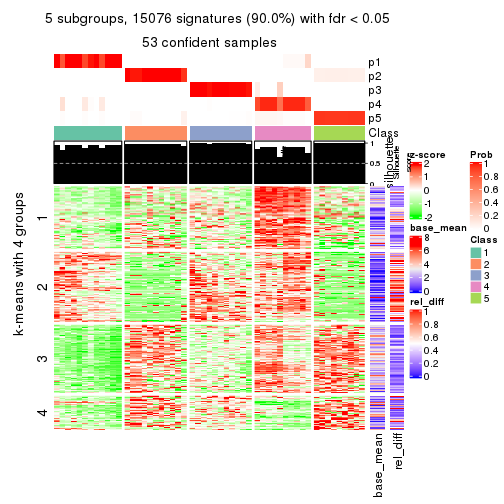 5 subgroups, 15076 signatures (90.0%) with fdr < 0.05
53 confident samples
p1
p2
p3
p4
p5
Class
1
0.5
0
silhouette
Silhouette
score
k-means with 4 groups
1
2
3
4
base_mean
rel_diff
z-score
2
1
0
-1
-2
base_mean
8
6
4
2
0
rel_diff
1
0.8
0.6
0.4
0.2
0
Prob
1
0.8
0.6
0.4
0.2
0
Class
1
2
3
4
5